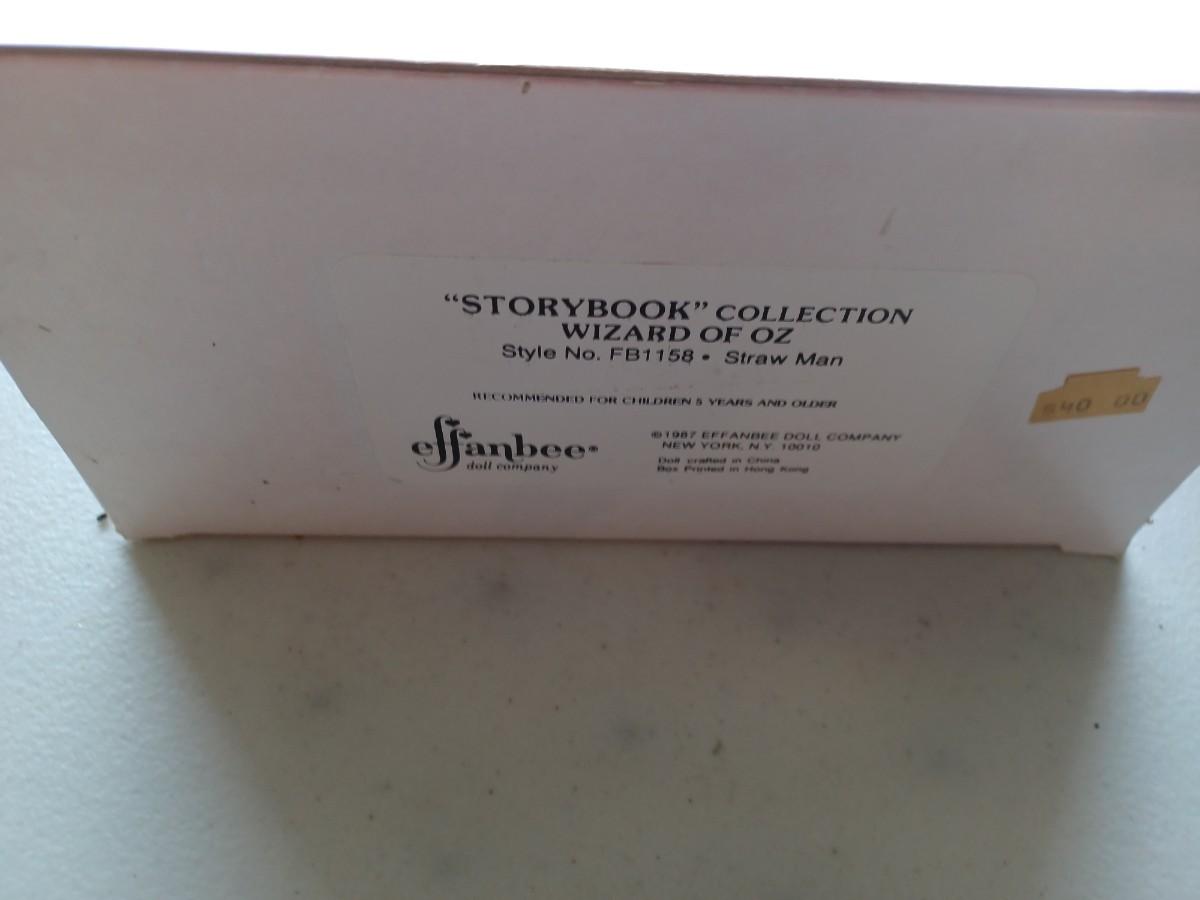 “STORYBOOK” COLLECTION
WIZARD OF OZ
Style No. FB1158 • Straw Man
RECOMMENDED FOR CHILDREN 5 YEARS AND OLDER
effanbee®
doll company
©1987 EFFANBEE DOLL COMPANY
NEW YORK, N.Y. 10010
Doll crafted in China
Box Printed in Hong Kong
$40 00